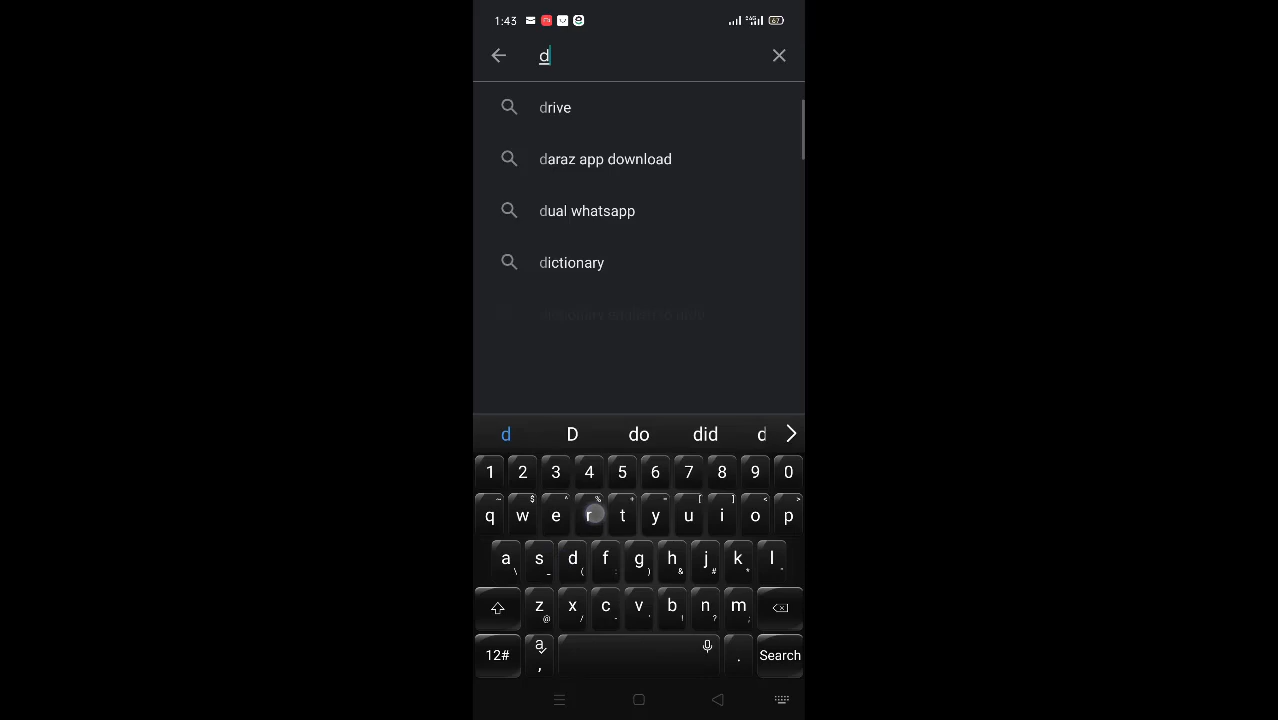 1:43 67
d
drive
daraz app download
dual whatsapp
dictionary
d D do did d
1 2 3 4 5 6 7 8 9 0
q w e r t y u i o p
a s d f g h j k l
z x c v b n m
12# a , . Search